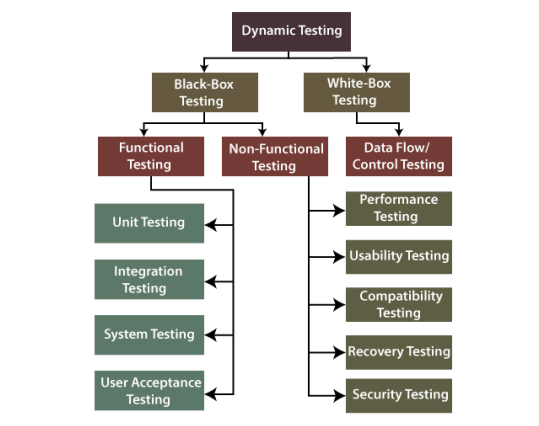 Dynamic Testing
Black-Box
Testing
White-Box
Testing
Functional
Testing
Non-Functional
Testing
Data Flow/
Control Testing
Unit Testing
Integration
Testing
System Testing
User Acceptance
Testing
Performance
Testing
Usability Testing
Compatibility
Testing
Recovery Testing
Security Testing